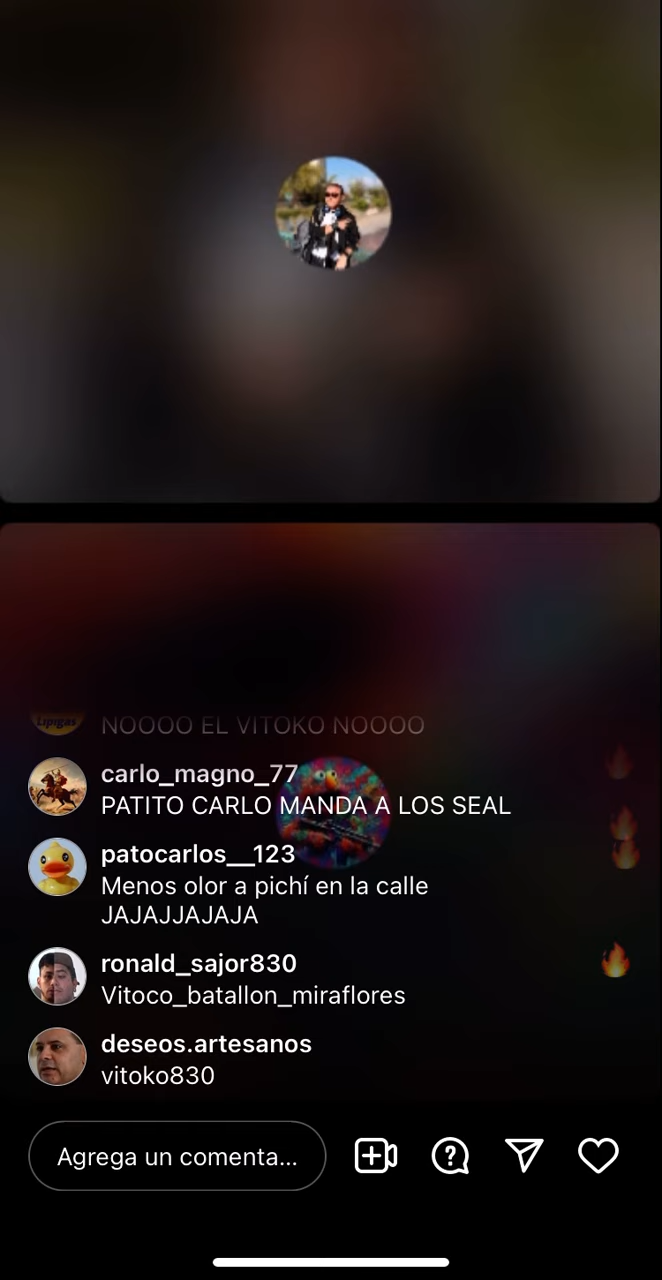 Lipigas
NOOOO EL VITOKO NOOOO
carlo_magno_77
PATITO CARLO MANDA A LOS SEAL
patocarlos__123
Menos olor a pichí en la calle
JAJAJJAJAJA
ronald_sajor830
Vitoco_batallon_miraflores
deseos.artesanos
vitoko830
Agrega un comenta...